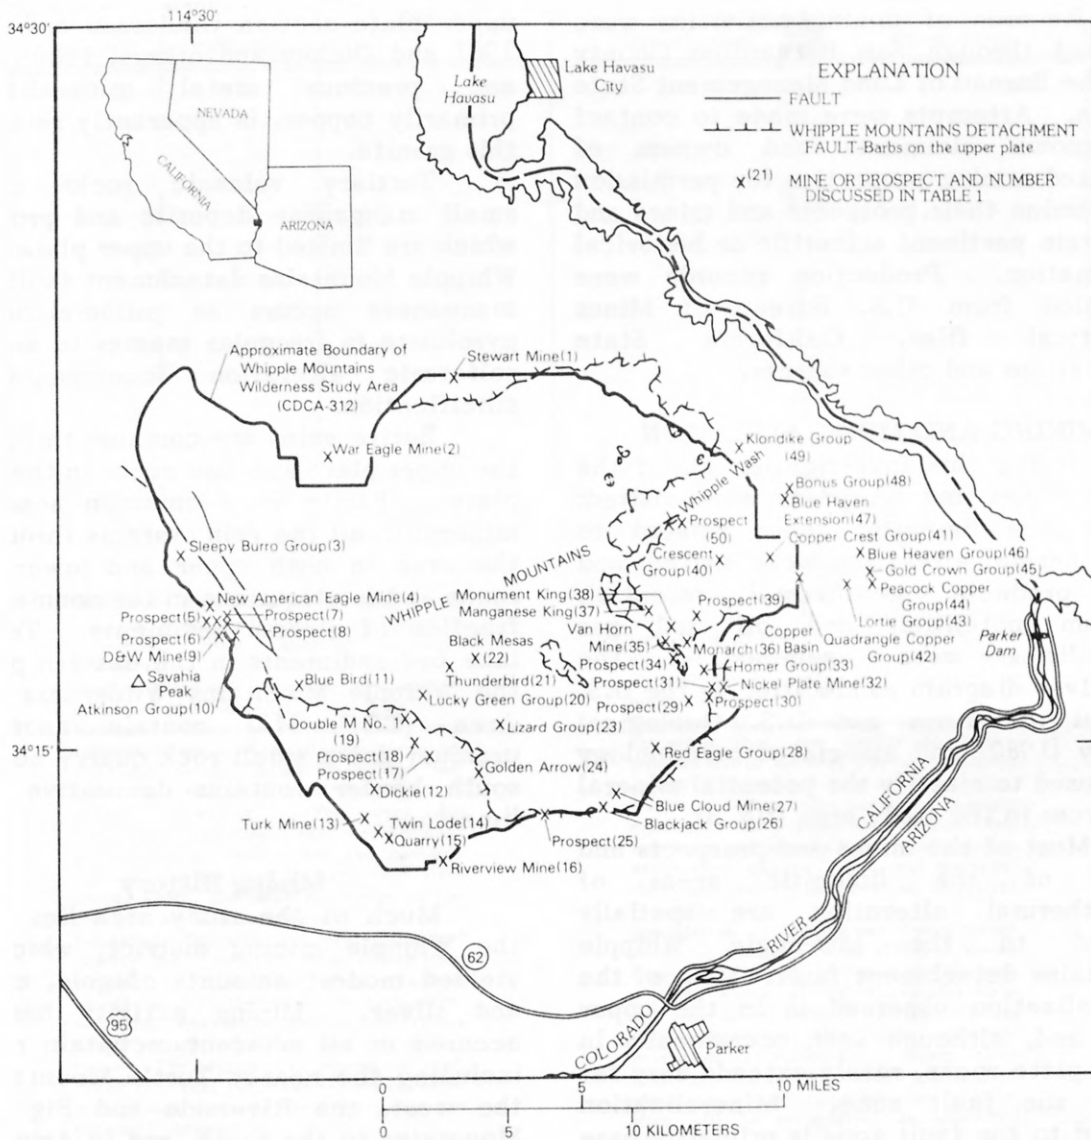 114°30'
34°30'
NEVADA
CALIFORNIA
ARIZONA
Lake
Havasu
Lake Havasu
City
EXPLANATION
FAULT
WHIPPLE MOUNTAINS DETACHMENT
FAULT-Barbs on the upper plate
x(21) MINE OR PROSPECT AND NUMBER
DISCUSSED IN TABLE 1
Approximate Boundary of
Whipple Mountains
Wilderness Study Area
(CDCA-312)
Stewart Mine(1)
War Eagle Mine(2)
Klondike Group
(49)
Whipple Wash
Bonus Group(48)
Blue Haven
Extension(47)
Prospect
(50)
Copper Crest Group(41)
Sleepy Burro Group(3)
Crescent
Group(40)
Blue Heaven Group(46)
Gold Crown Group(45)
Peacock Copper
Group(44)
Lortie Group(43)
Quadrangle Copper
Group(42)
WHIPPLE MOUNTAINS
New American Eagle Mine(4)
Prospect(5)
Prospect(7)
Prospect(6)
Prospect(8)
D&W Mine(9)
Savahia
Peak
Atkinson Group(10)
Monument King(38)
Manganese King(37)
Prospect(39)
Van Horn
Mine(35)
Copper
Basin
Monarch(36)
Parker
Dam
Black Mesas
(22)
Prospect(34)
Homer Group(33)
Blue Bird(11)
Thunderbird(21)
Prospect(31)
Nickel Plate Mine(32)
Lucky Green Group(20)
Prospect(29)
Prospect(30)
Double M No. 1
(19)
Lizard Group(23)
34°15'
Prospect(18)
Red Eagle Group(28)
Prospect(17)
Golden Arrow(24)
Dickie(12)
Blue Cloud Mine(27)
Turk Mine(13)
Twin Lode(14)
Blackjack Group(26)
Quarry(15)
Prospect(25)
Riverview Mine(16)
CALIFORNIA
ARIZONA
COLORADO RIVER
62
95
Parker
0 5 10 MILES
0 5 10 KILOMETERS